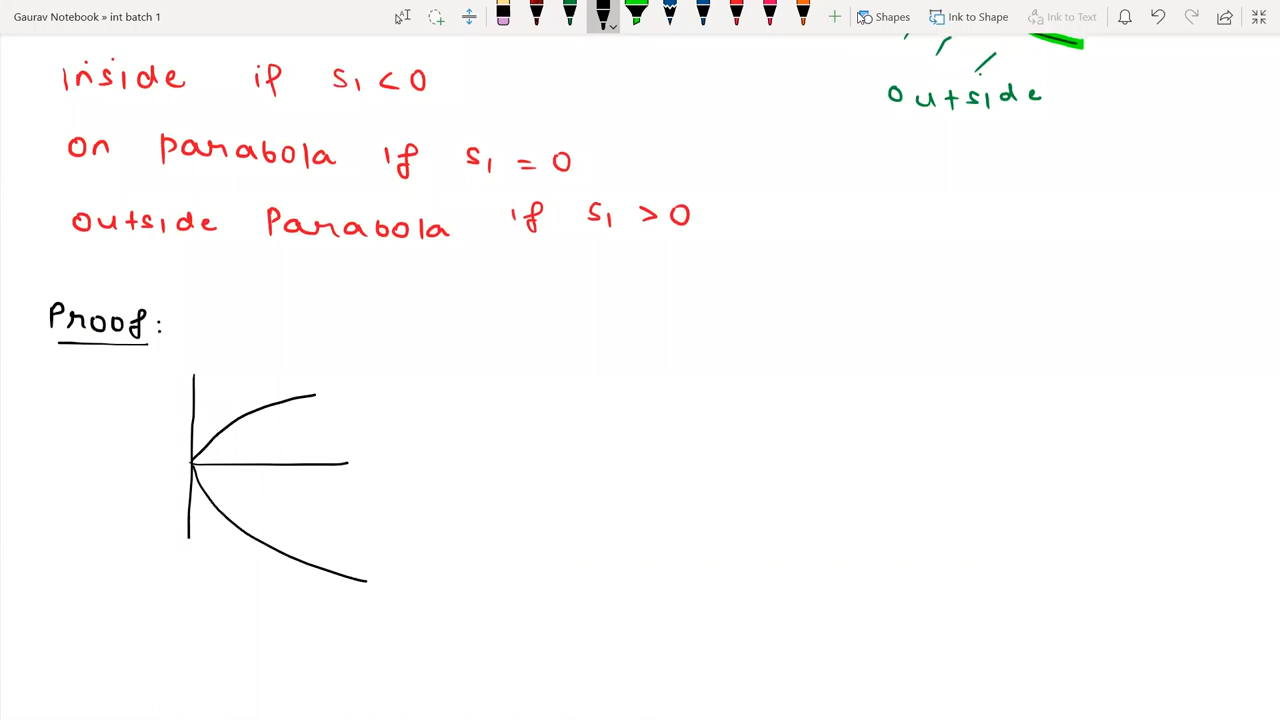 Gaurav Notebook » int batch 1
Shapes
Ink to Shape
Ink to Text
outside
inside if S₁ < 0
on parabola if S₁ = 0
outside Parabola if S₁ > 0
Proof: